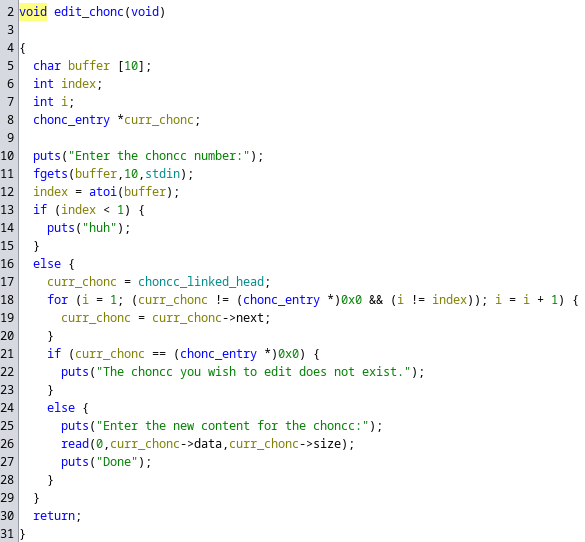 2 void edit_chonc(void)
3
4 {
5   char buffer [10];
6   int index;
7   int i;
8   chonc_entry *curr_chonc;
9
10   puts("Enter the choncc number:");
11   fgets(buffer,10,stdin);
12   index = atoi(buffer);
13   if (index < 1) {
14     puts("huh");
15   }
16   else {
17     curr_chonc = choncc_linked_head;
18     for (i = 1; (curr_chonc != (chonc_entry *)0x0 && (i != index)); i = i + 1) {
19       curr_chonc = curr_chonc->next;
20     }
21     if (curr_chonc == (chonc_entry *)0x0) {
22       puts("The choncc you wish to edit does not exist.");
23     }
24     else {
25       puts("Enter the new content for the choncc:");
26       read(0,curr_chonc->data,curr_chonc->size);
27       puts("Done");
28     }
29   }
30   return;
31 }